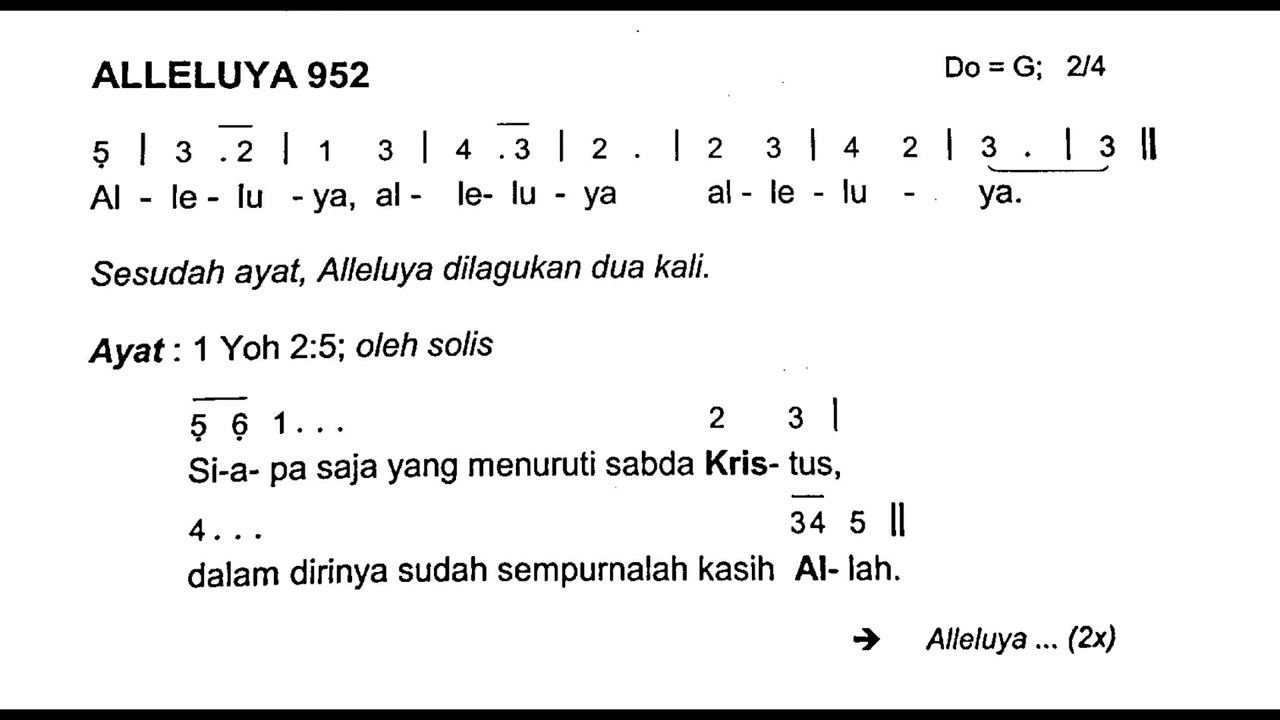 ALLELUYA 952 Do = G; 2/4
5̣ | 3 .̅2̅ | 1 3 | 4 .̅3̅ | 2 . | 2 3 | 4 2 | 3 . | 3 ||
Al - le - lu - ya, al - le- lu - ya al - le - lu - ya.
Sesudah ayat, Alleluya dilagukan dua kali.
Ayat : 1 Yoh 2:5; oleh solis
5̣̅ 6̣̅ 1 . . . 2 3 |
Si-a- pa saja yang menuruti sabda Kris- tus,
4 . . . 3̅4̅ 5 ||
dalam dirinya sudah sempurnalah kasih Al- lah.
➔ Alleluya ... (2x)